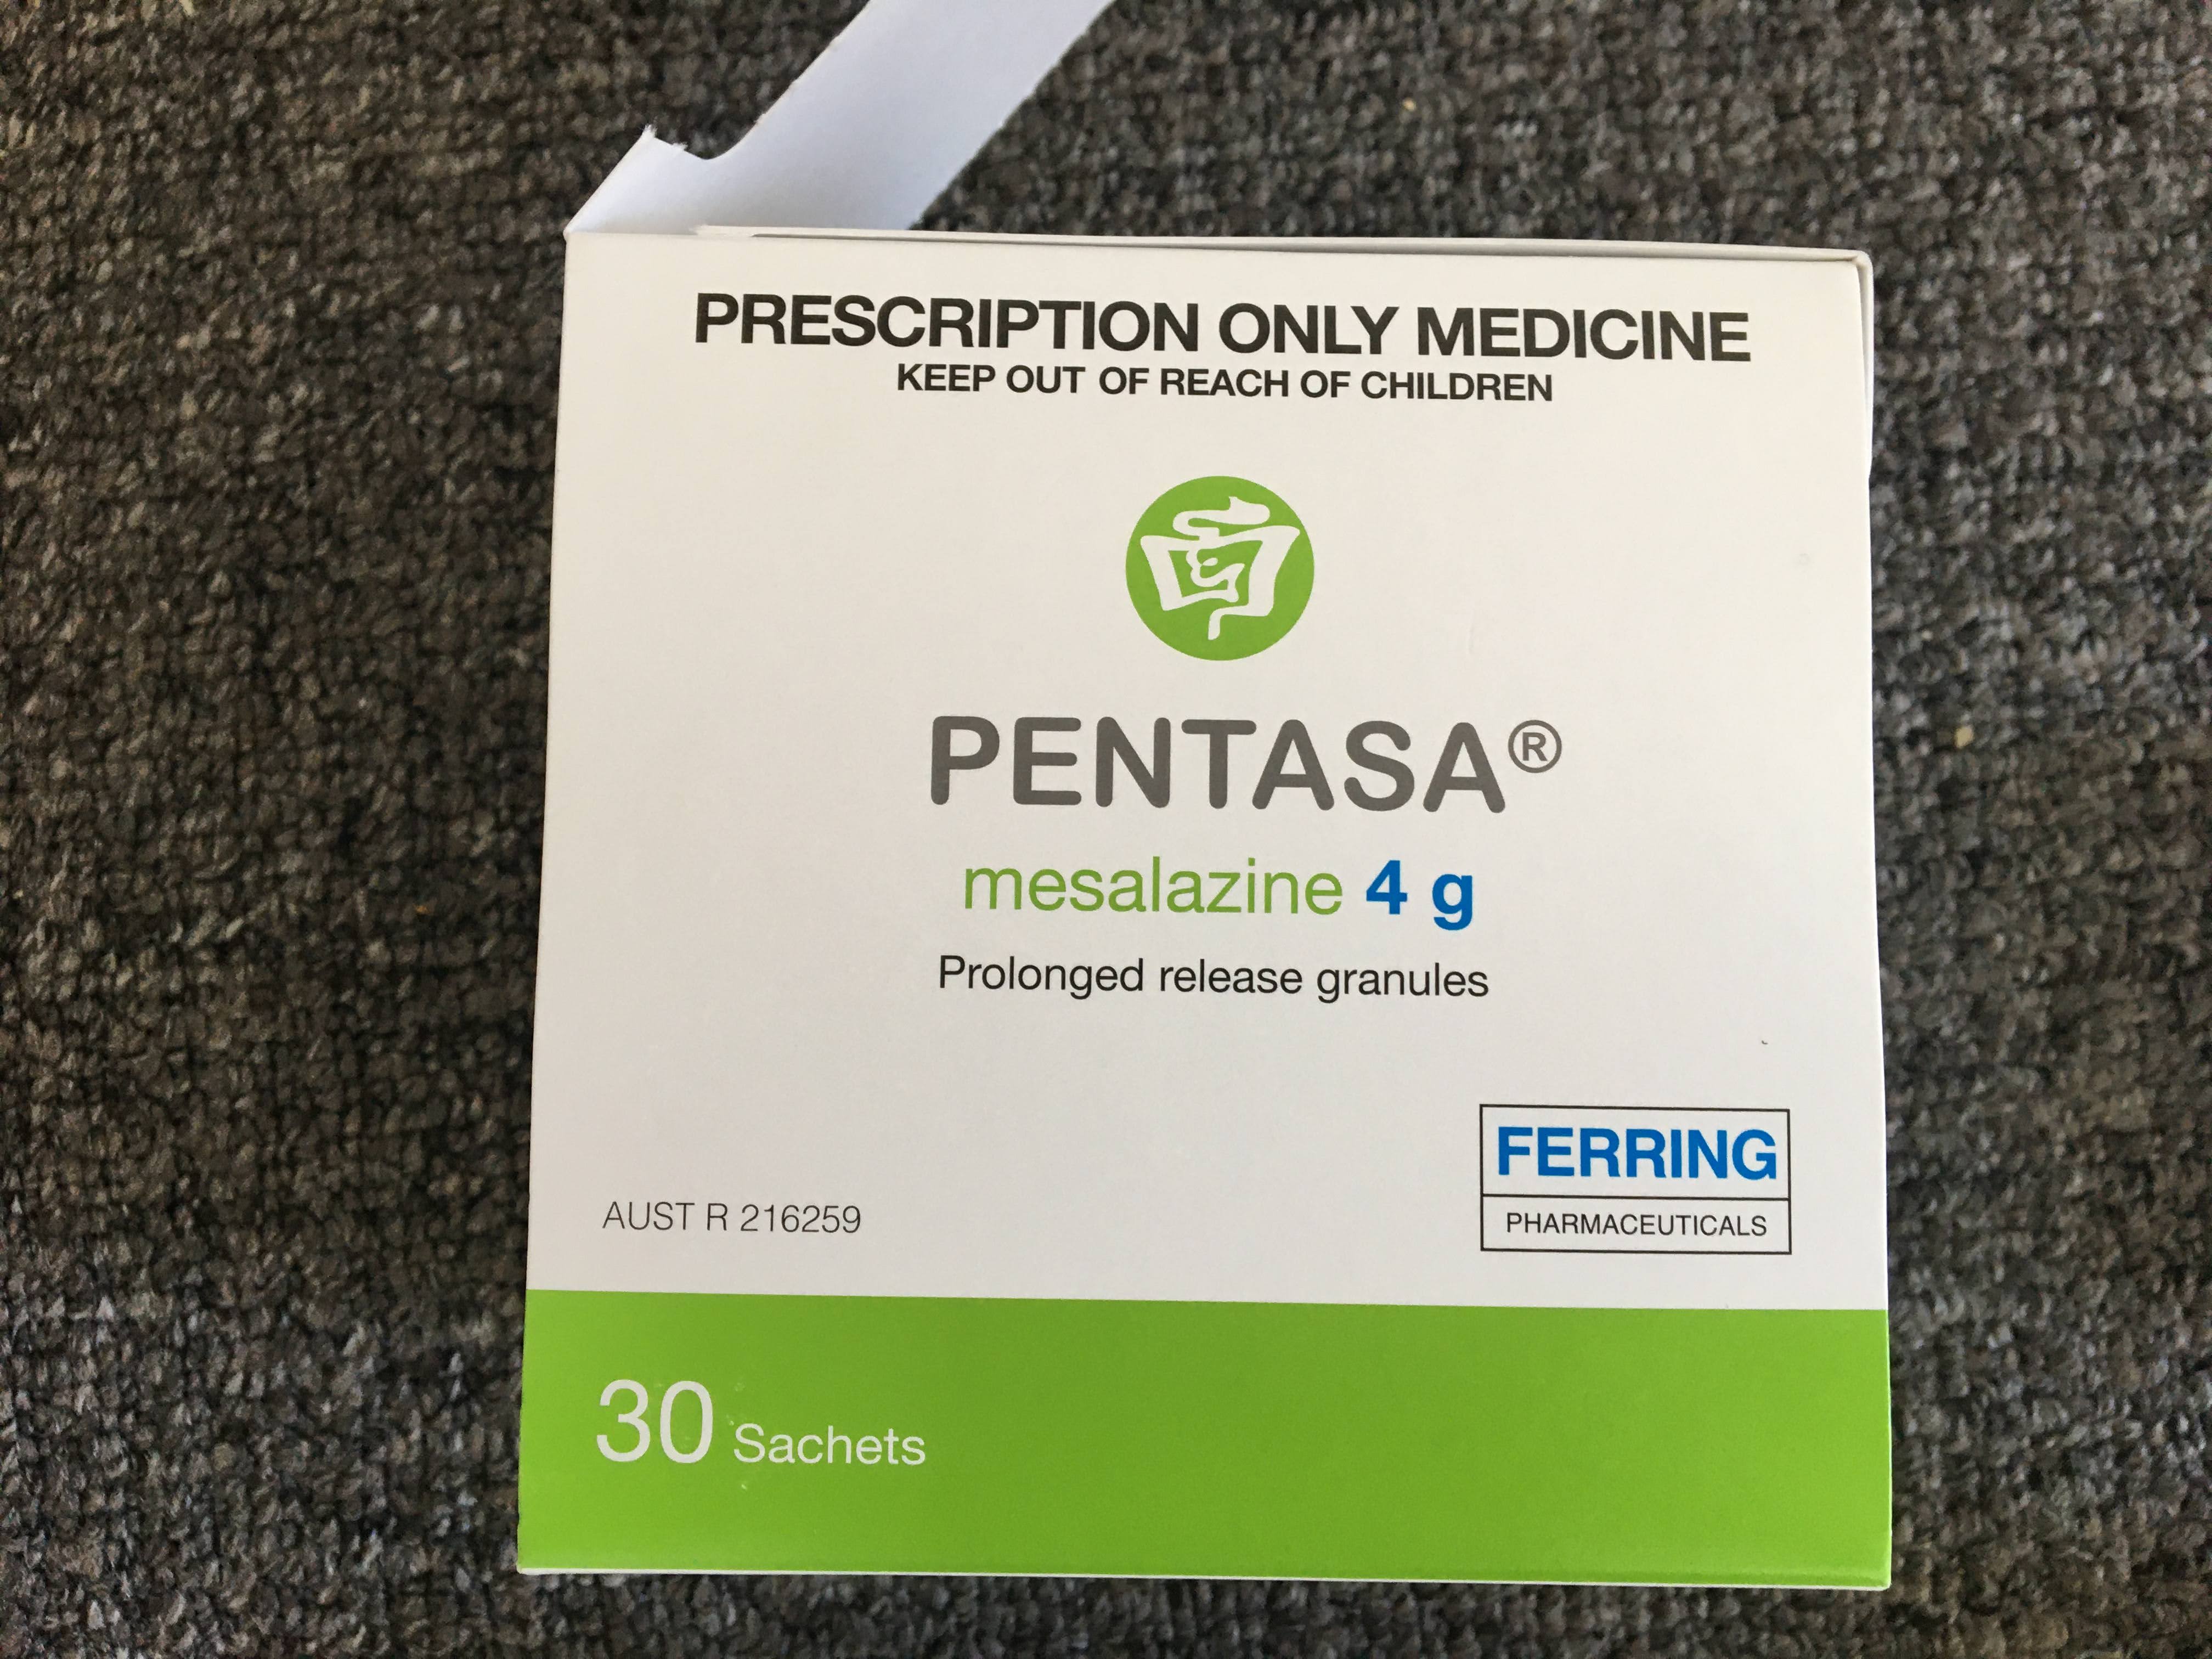 PRESCRIPTION ONLY MEDICINE
KEEP OUT OF REACH OF CHILDREN
PENTASA®
mesalazine 4 g
Prolonged release granules
FERRING
PHARMACEUTICALS
AUST R 216259
30 Sachets